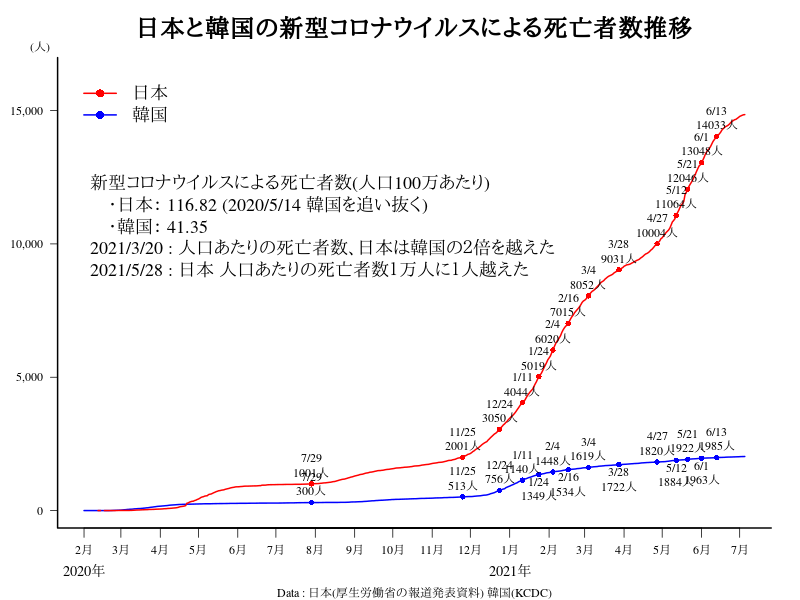 日本と韓国の新型コロナウイルスによる死亡者数推移
(人)
日本
韓国
新型コロナウイルスによる死亡者数(人口100万あたり)
・日本： 116.82 (2020/5/14 韓国を追い抜く)
・韓国： 41.35
2021/3/20 : 人口あたりの死亡者数、日本は韓国の2倍を越えた
2021/5/28 : 日本 人口あたりの死亡者数1万人に1人越えた
15,000
10,000
5,000
0
7/29
1001人
11/25
2001人
12/24
3050人
1/11
4044人
1/24
5019人
2/4
6020人
2/16
7015人
3/4
8052人
3/28
9031人
4/27
10004人
5/12
11064人
5/21
12046人
6/1
13048人
6/13
14033人
7/29
300人
11/25
513人
12/24
756人
1/11
1140人
1/24
1349人
2/4
1448人
2/16
1534人
3/4
1619人
3/28
1722人
4/27
1820人
5/12
1884人
5/21
1922人
6/1
1963人
6/13
1985人
2月 3月 4月 5月 6月 7月 8月 9月 10月 11月 12月 1月 2月 3月 4月 5月 6月 7月
2020年 2021年
Data : 日本(厚生労働省の報道発表資料) 韓国(KCDC)